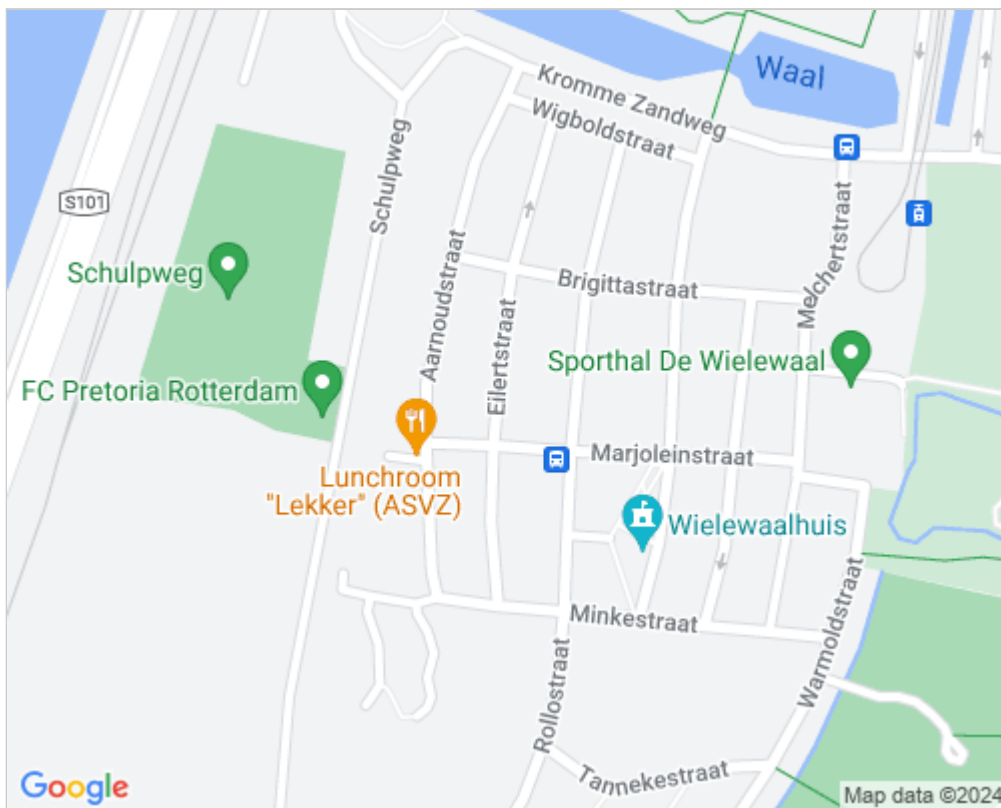 Waal
Kromme Zandweg
Wigboldstraat
Schulpweg
S101
Melchertstraat
Schulpweg
Aarnoudstraat
Brigittastraat
Eilertstraat
Sporthal De Wielewaal
FC Pretoria Rotterdam
Marjoleinstraat
Lunchroom
"Lekker" (ASVZ)
Wielewaalhuis
Minkestraat
Warmoldstraat
Rollostraat
Tannekestraat
Google
Map data ©2024